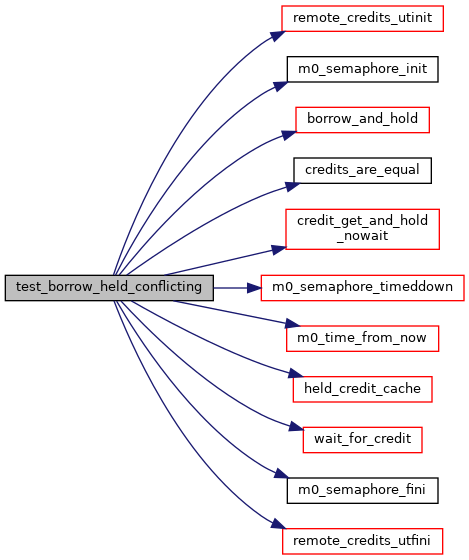 remote_credits_utinit
m0_semaphore_init
borrow_and_hold
credits_are_equal
credit_get_and_hold
_nowait
test_borrow_held_conflicting
m0_semaphore_timeddown
m0_time_from_now
held_credit_cache
wait_for_credit
m0_semaphore_fini
remote_credits_utfini